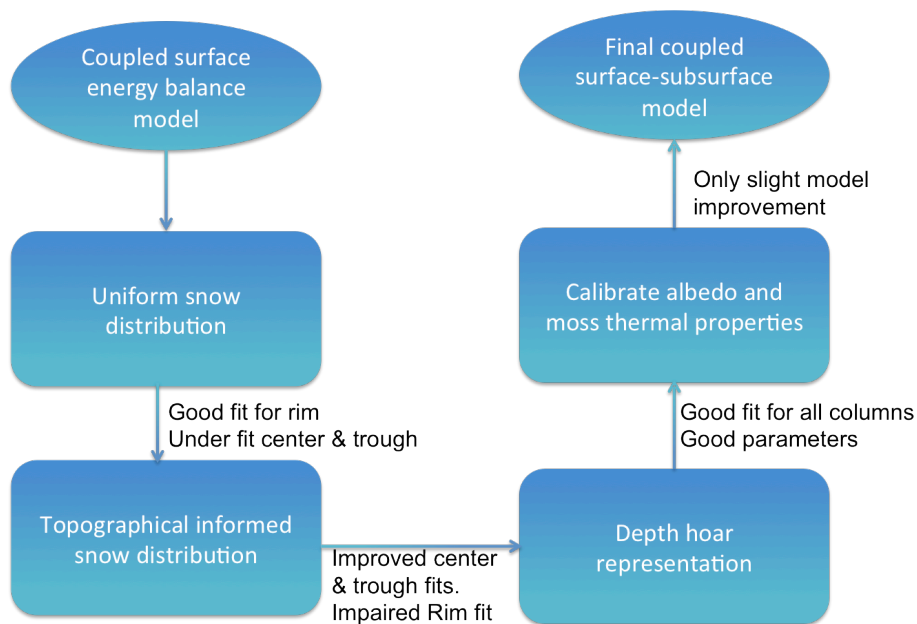 Coupled surface
energy balance
model
Uniform snow
distribution
Good fit for rim
Under fit center & trough
Topographical informed
snow distribution
Improved center
& trough fits.
Impaired Rim fit
Depth hoar
representation
Good fit for all columns
Good parameters
Calibrate albedo and
moss thermal properties
Only slight model
improvement
Final coupled
surface-subsurface
model